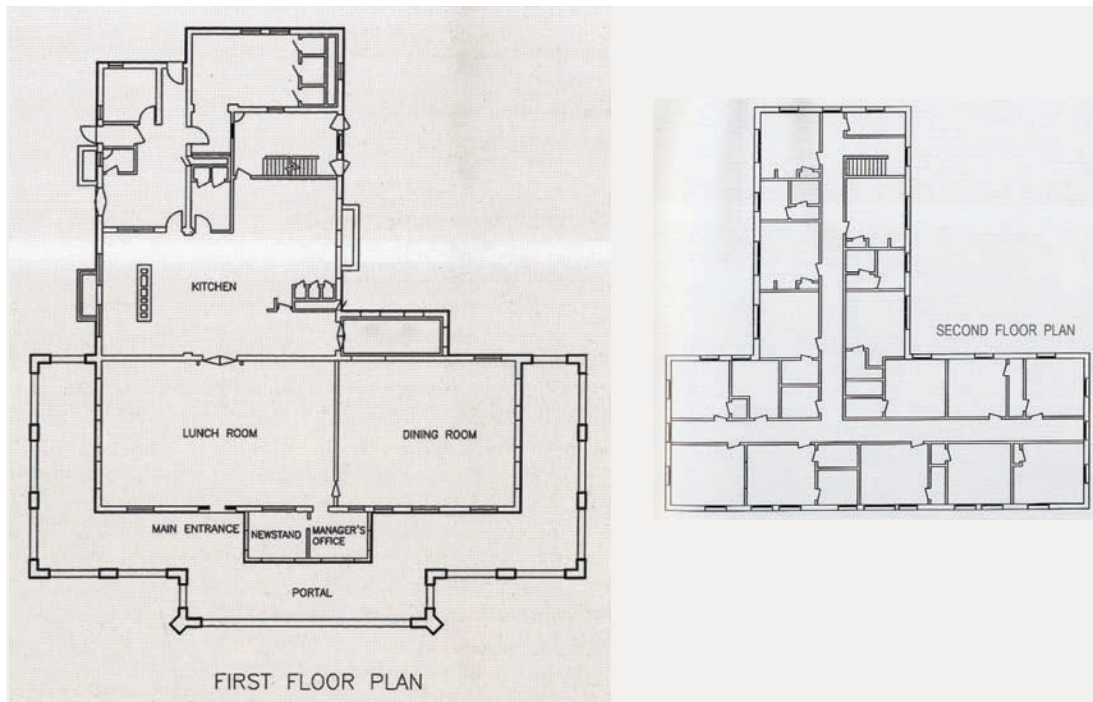 KITCHEN
LUNCH ROOM
DINING ROOM
MAIN ENTRANCE
NEWSTAND
MANAGER'S
OFFICE
PORTAL
FIRST FLOOR PLAN
SECOND FLOOR PLAN